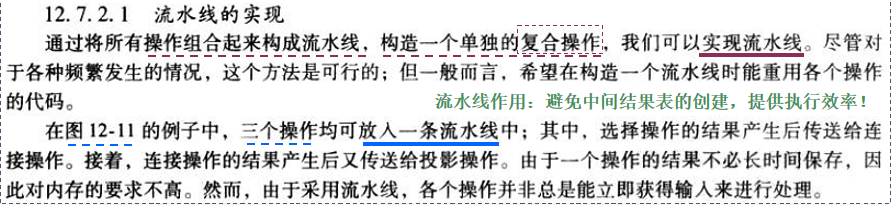 12.7.2.1 流水线的实现
通过将所有操作组合起来构成流水线，构造一个单独的复合操作，我们可以实现流水线。尽管对
于各种频繁发生的情况，这个方法是可行的；但一般而言，希望在构造一个流水线时能重用各个操作
的代码。
流水线作用：避免中间结果表的创建，提供执行效率！
在图 12-11 的例子中，三个操作均可放入一条流水线中；其中，选择操作的结果产生后传送给连
接操作。接着，连接操作的结果产生后又传送给投影操作。由于一个操作的结果不必长时间保存，因
此对内存的要求不高。然而，由于采用流水线，各个操作并非总是能立即获得输入来进行处理。